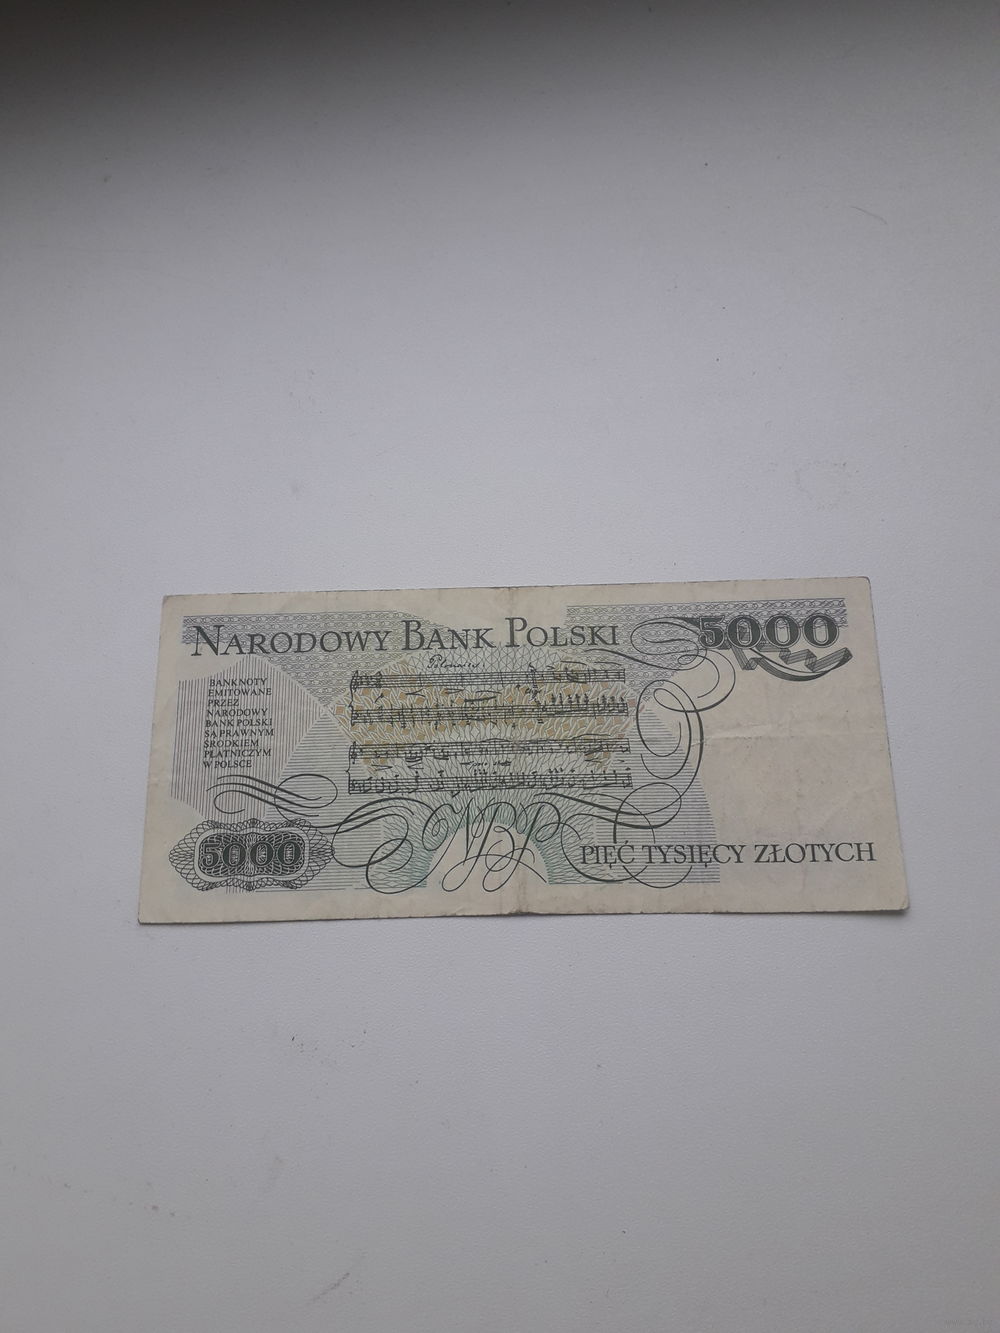 NARODOWY BANK POLSKI
5000
Polonaises
BANKNOTY
EMITOWANE
PRZEZ
NARODOWY
BANK POLSKI
SĄ PRAWNYM
ŚRODKIEM
PŁATNICZYM
W POLSCE
NBP
5000
PIĘĆ TYSIĘCY ZŁOTYCH